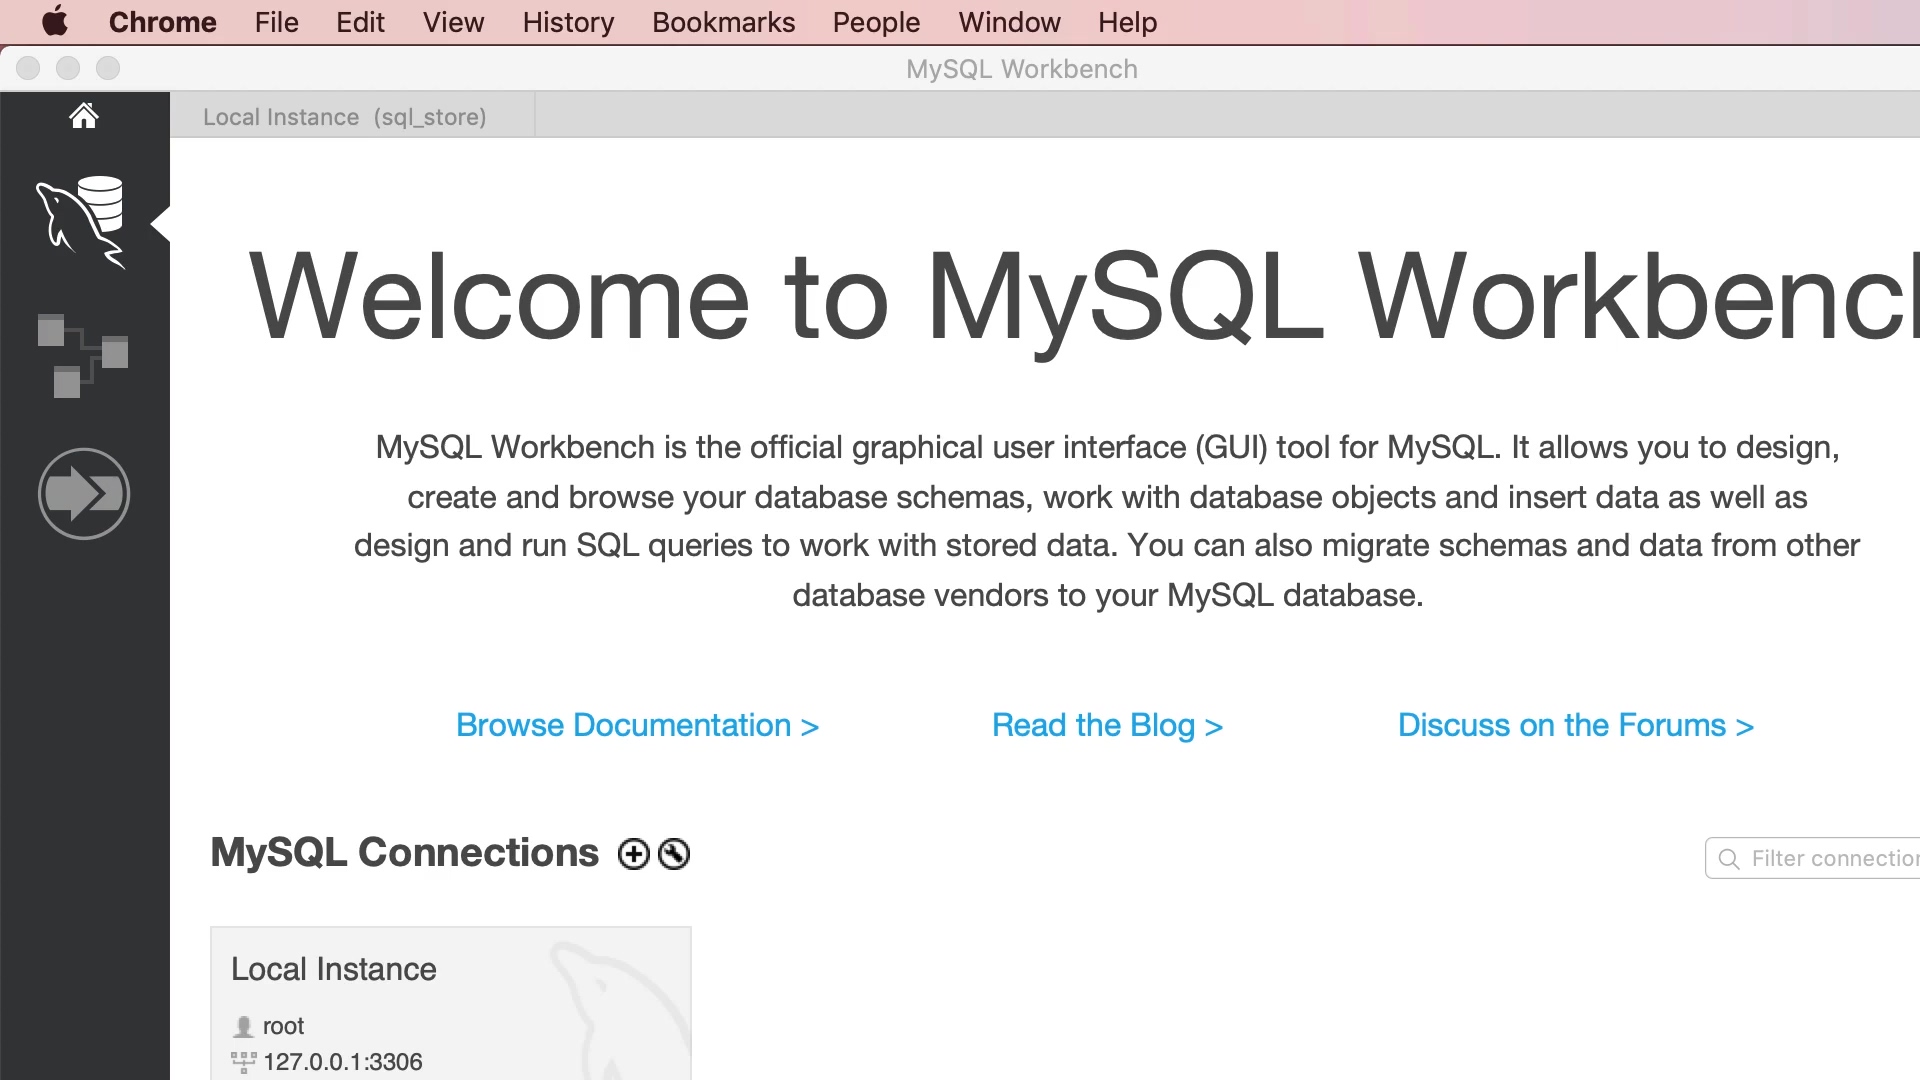 Chrome File Edit View History Bookmarks People Window Help
MySQL Workbench
Local Instance (sql_store)
Welcome to MySQL Workbench
MySQL Workbench is the official graphical user interface (GUI) tool for MySQL. It allows you to design,
create and browse your database schemas, work with database objects and insert data as well as
design and run SQL queries to work with stored data. You can also migrate schemas and data from other
database vendors to your MySQL database.
Browse Documentation > Read the Blog > Discuss on the Forums >
MySQL Connections
Filter connection
Local Instance
root
127.0.0.1:3306